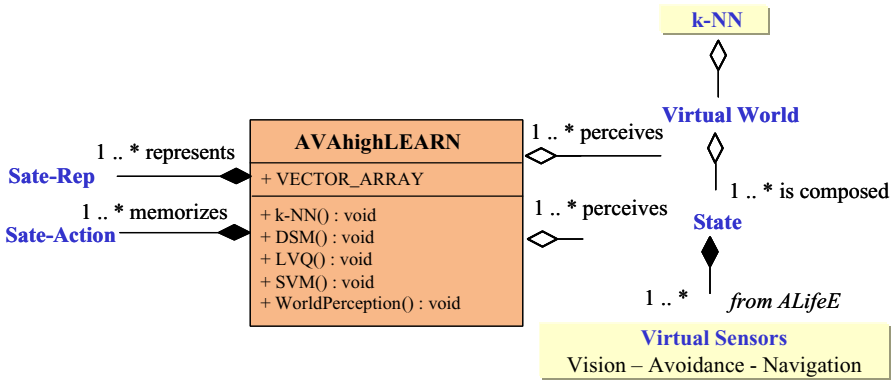 k-NN
Virtual World
AVAhighLEARN
1 .. * perceives
1 .. * represents
Sate-Rep
+ VECTOR_ARRAY
1 .. * is composed
1 .. * memorizes
Sate-Action
+ k-NN() : void
+ DSM() : void
+ LVQ() : void
+ SVM() : void
+ WorldPerception() : void
1 .. * perceives
State
1 .. *
from ALifeE
Virtual Sensors
Vision – Avoidance - Navigation